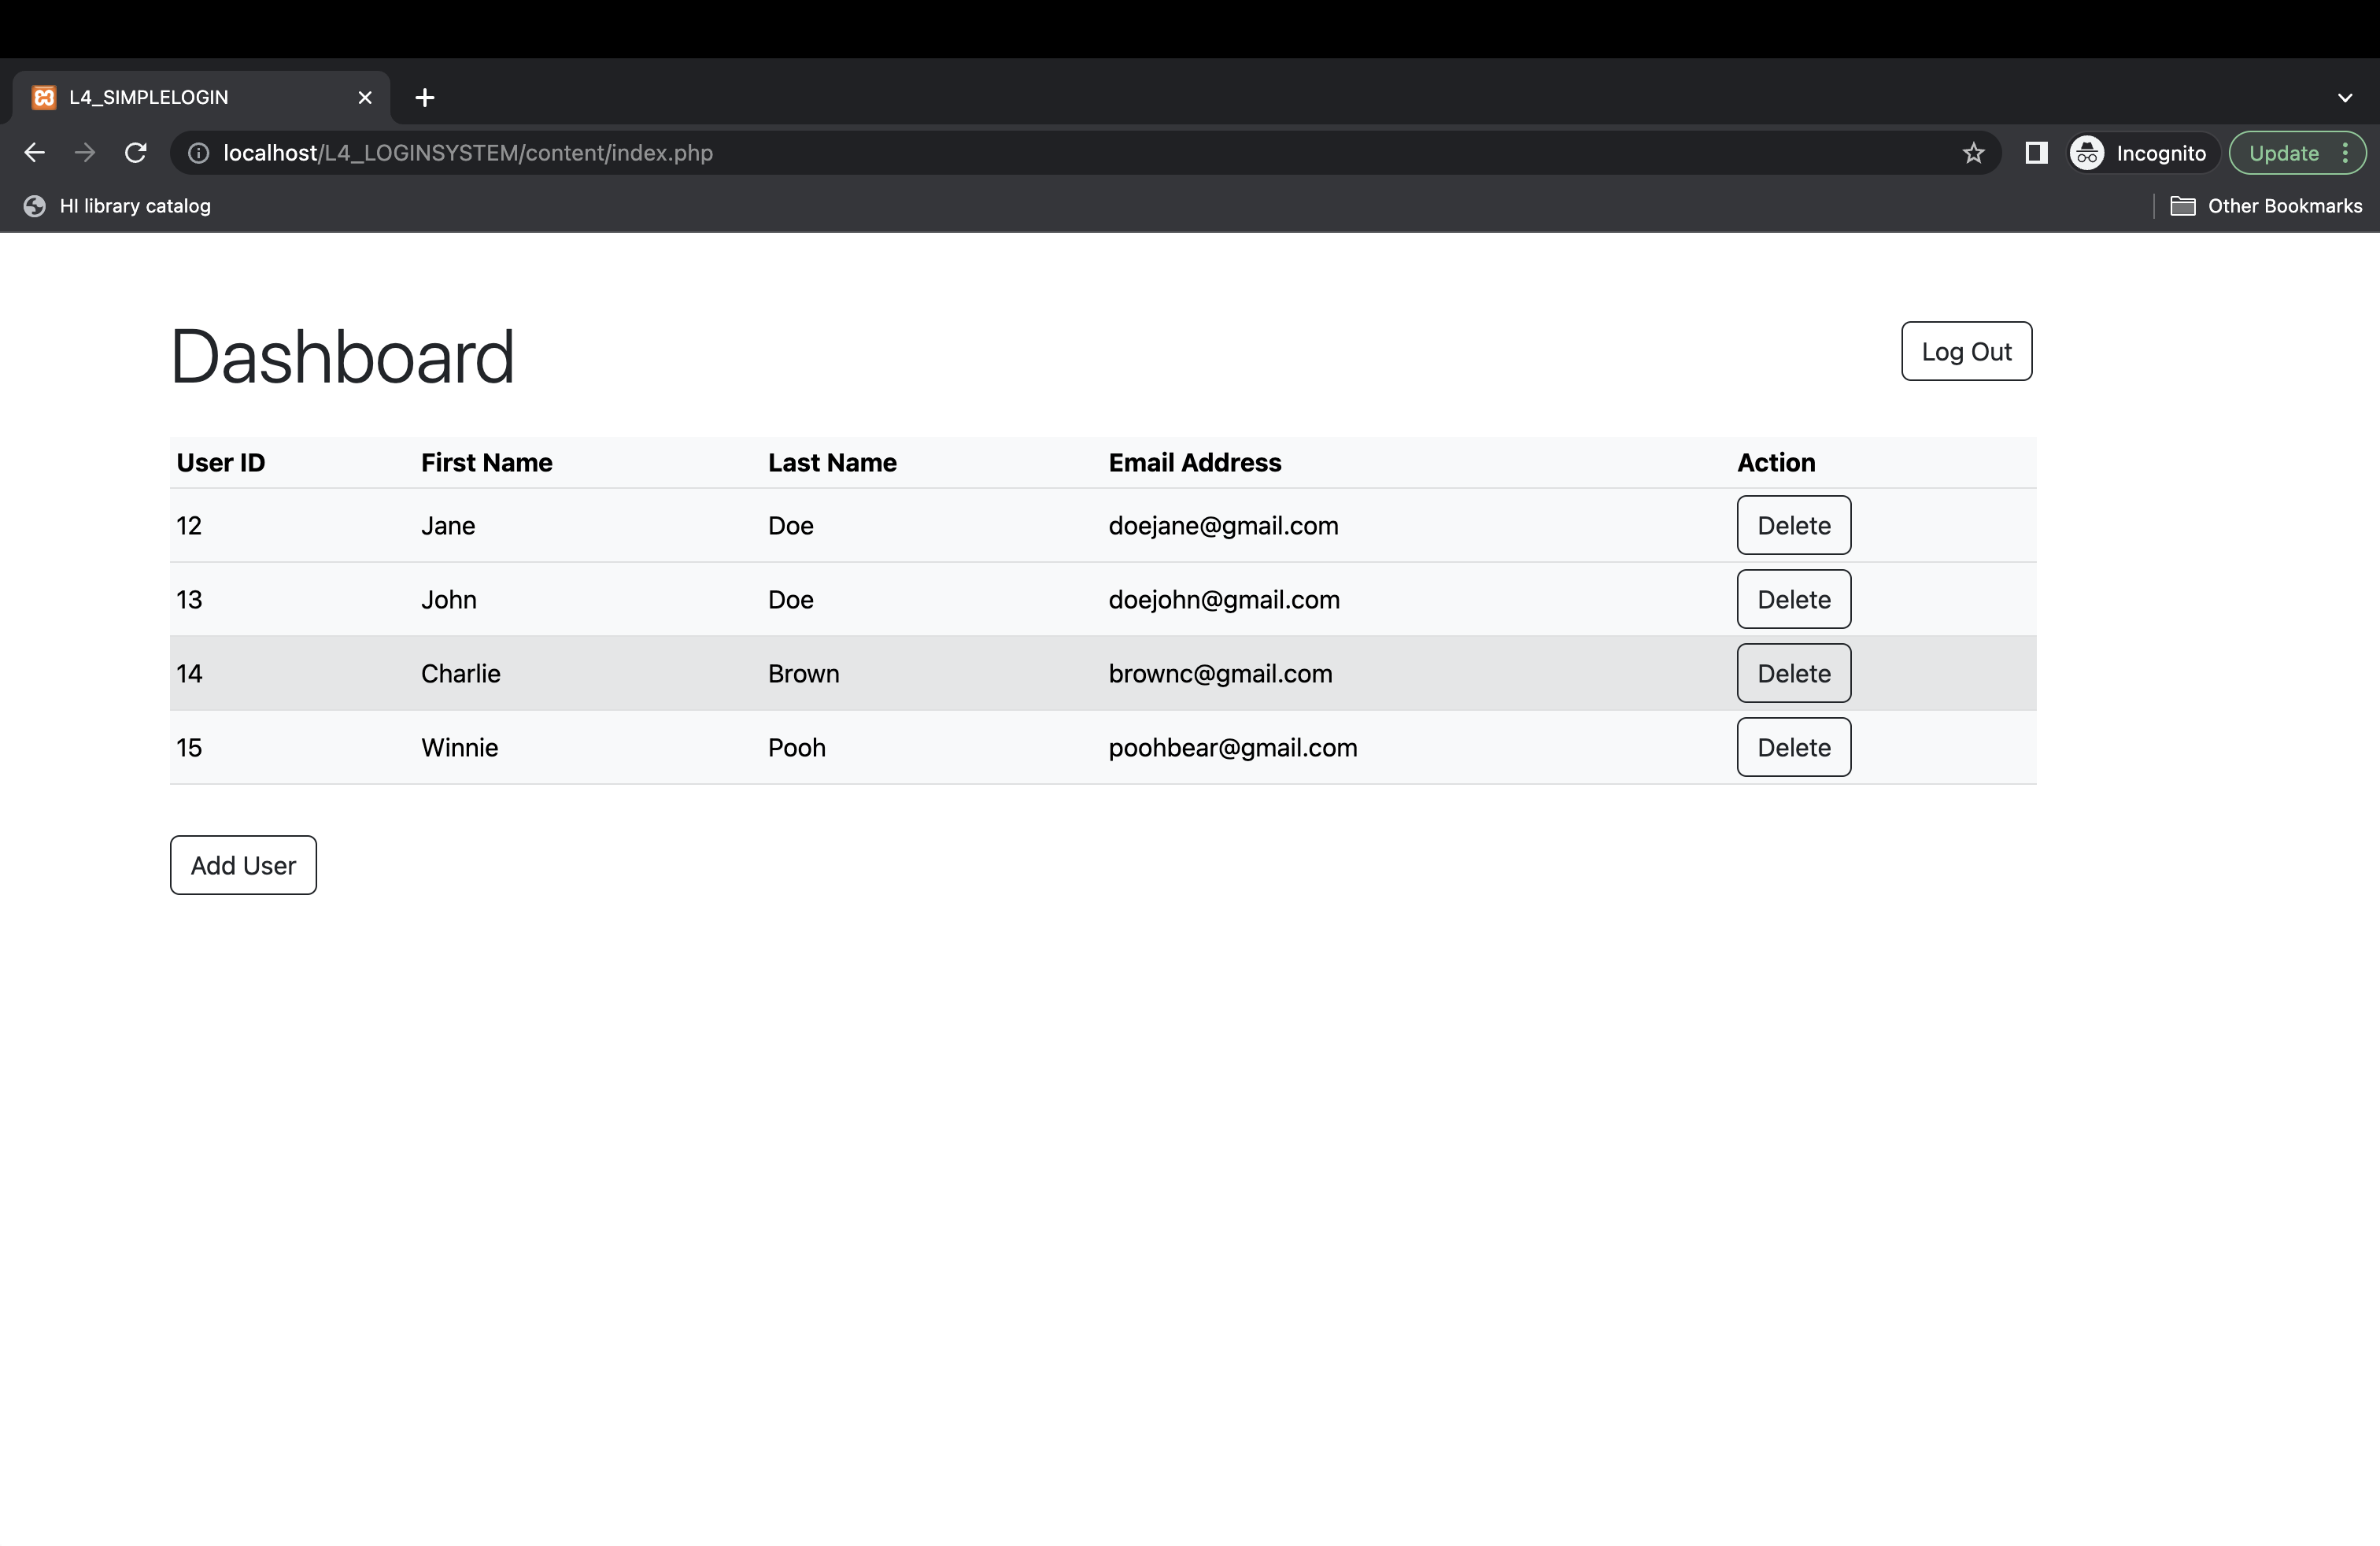 L4_SIMPLELOGIN
localhost/L4_LOGINSYSTEM/content/index.php
Incognito
Update
HI library catalog
Other Bookmarks
Dashboard
Log Out
User ID First Name Last Name Email Address Action
12 Jane Doe doejane@gmail.com Delete
13 John Doe doejohn@gmail.com Delete
14 Charlie Brown brownc@gmail.com Delete
15 Winnie Pooh poohbear@gmail.com Delete
Add User